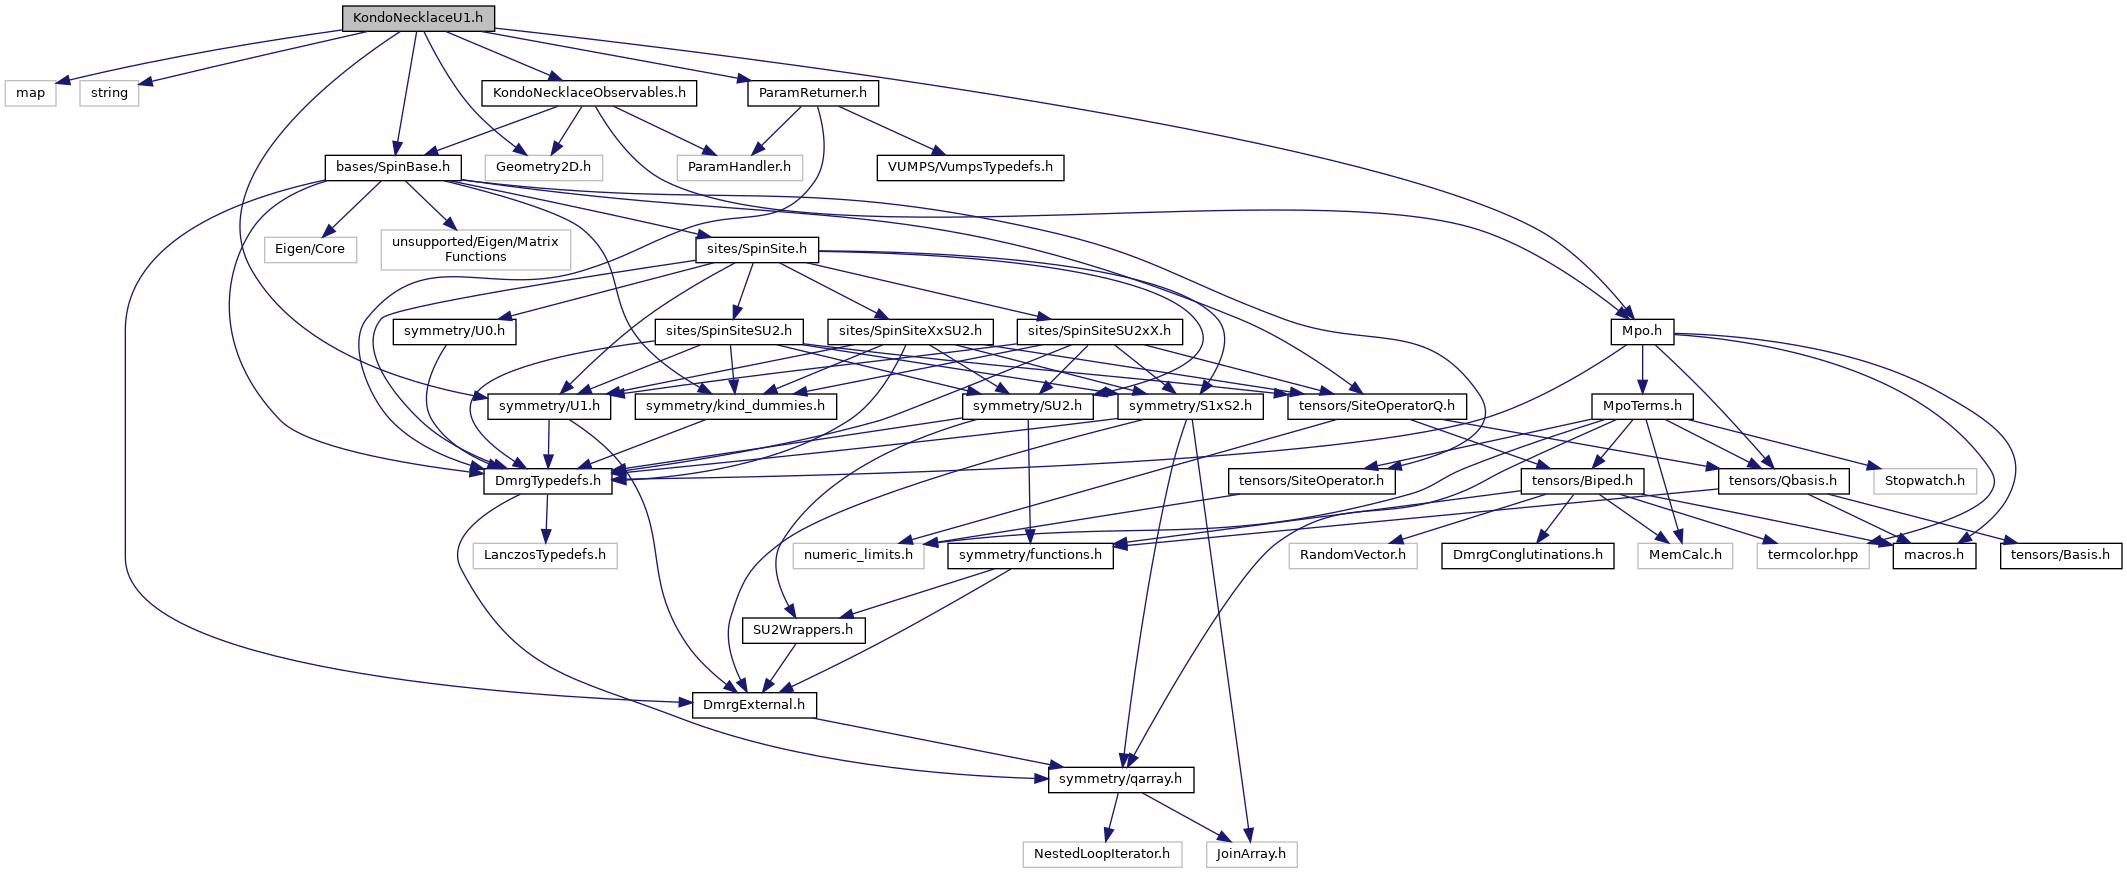 KondoNecklaceU1.h
map
string
KondoNecklaceObservables.h
ParamReturner.h
bases/SpinBase.h
Geometry2D.h
ParamHandler.h
VUMPS/VumpsTypedefs.h
Eigen/Core
unsupported/Eigen/Matrix
Functions
sites/SpinSite.h
symmetry/U0.h
sites/SpinSiteSU2.h
sites/SpinSiteXxSU2.h
sites/SpinSiteSU2xX.h
Mpo.h
symmetry/U1.h
symmetry/kind_dummies.h
symmetry/SU2.h
symmetry/S1xS2.h
tensors/SiteOperatorQ.h
MpoTerms.h
DmrgTypedefs.h
tensors/SiteOperator.h
tensors/Biped.h
tensors/Qbasis.h
Stopwatch.h
LanczosTypedefs.h
numeric_limits.h
symmetry/functions.h
RandomVector.h
DmrgConglutinations.h
MemCalc.h
termcolor.hpp
macros.h
tensors/Basis.h
SU2Wrappers.h
DmrgExternal.h
symmetry/qarray.h
NestedLoopIterator.h
JoinArray.h